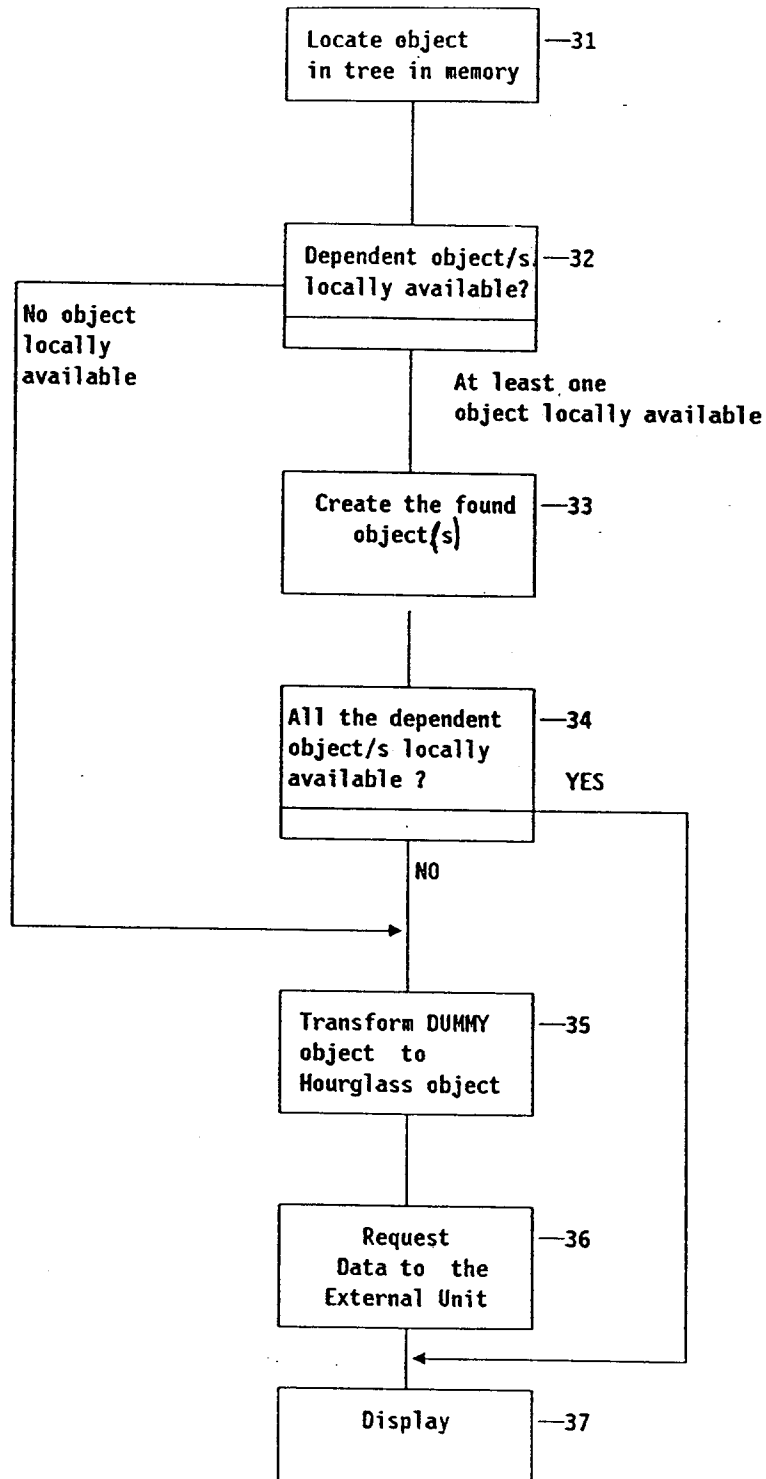 Locate object
in tree in memory
31
Dependent object/s
locally available?
32
No object
locally
available
At least one
object locally available
Create the found
object(s)
33
All the dependent
object/s locally
available ?
34
YES
NO
Transform DUMMY
object to
Hourglass object
35
Request
Data to the
External Unit
36
Display
37